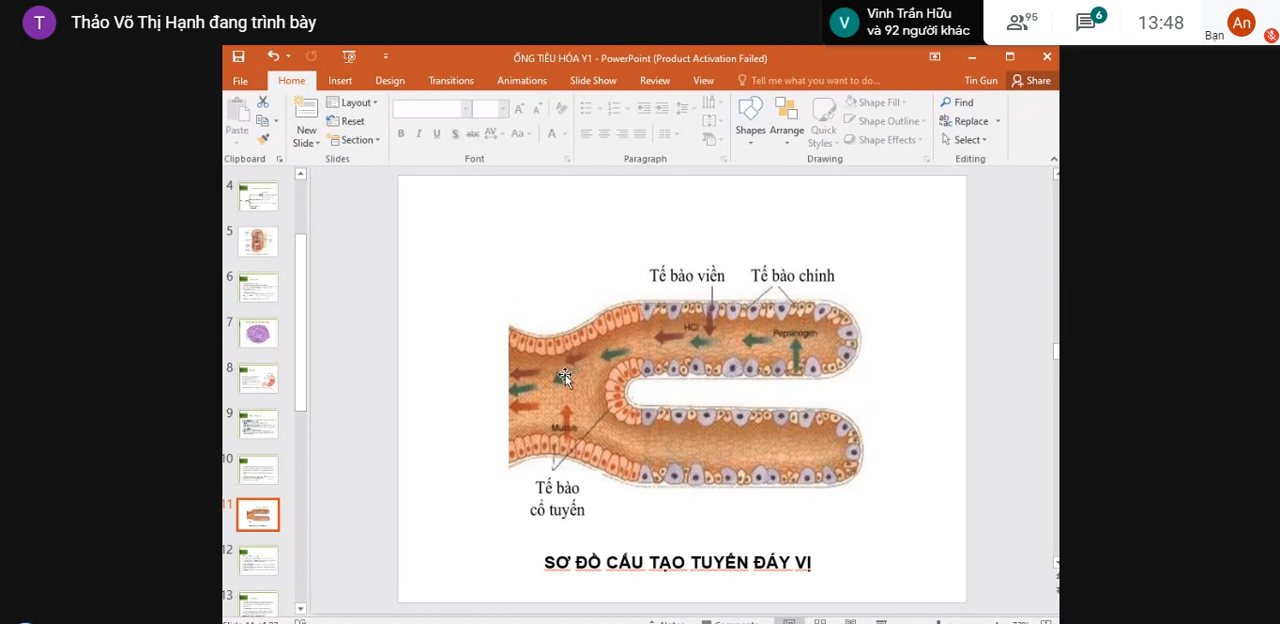 T Thảo Võ Thị Hạnh đang trình bày
V Vinh Trần Hữu
và 92 người khác
95
6
13:48
Bạn
An
ỐNG TIÊU HÓA Y1 - PowerPoint (Product Activation Failed)
File Home Insert Design Transitions Animations Slide Show Review View Tell me what you want to do... Tin Gun Share
Paste
New
Slide
Layout
Reset
Section
B I U S abc AV Aa A
Shapes Arrange Quick
Styles
Shape Fill
Shape Outline
Shape Effects
Find
Replace
Select
Clipboard Slides Font Paragraph Drawing Editing
4
5
6
7
8
9
10
11
12
13
Tế bào viền Tế bào chính
HCl
Pepsinogen
Mucus
Tế bào
cổ tuyến
SƠ ĐỒ CẤU TẠO TUYẾN ĐÁY VỊ